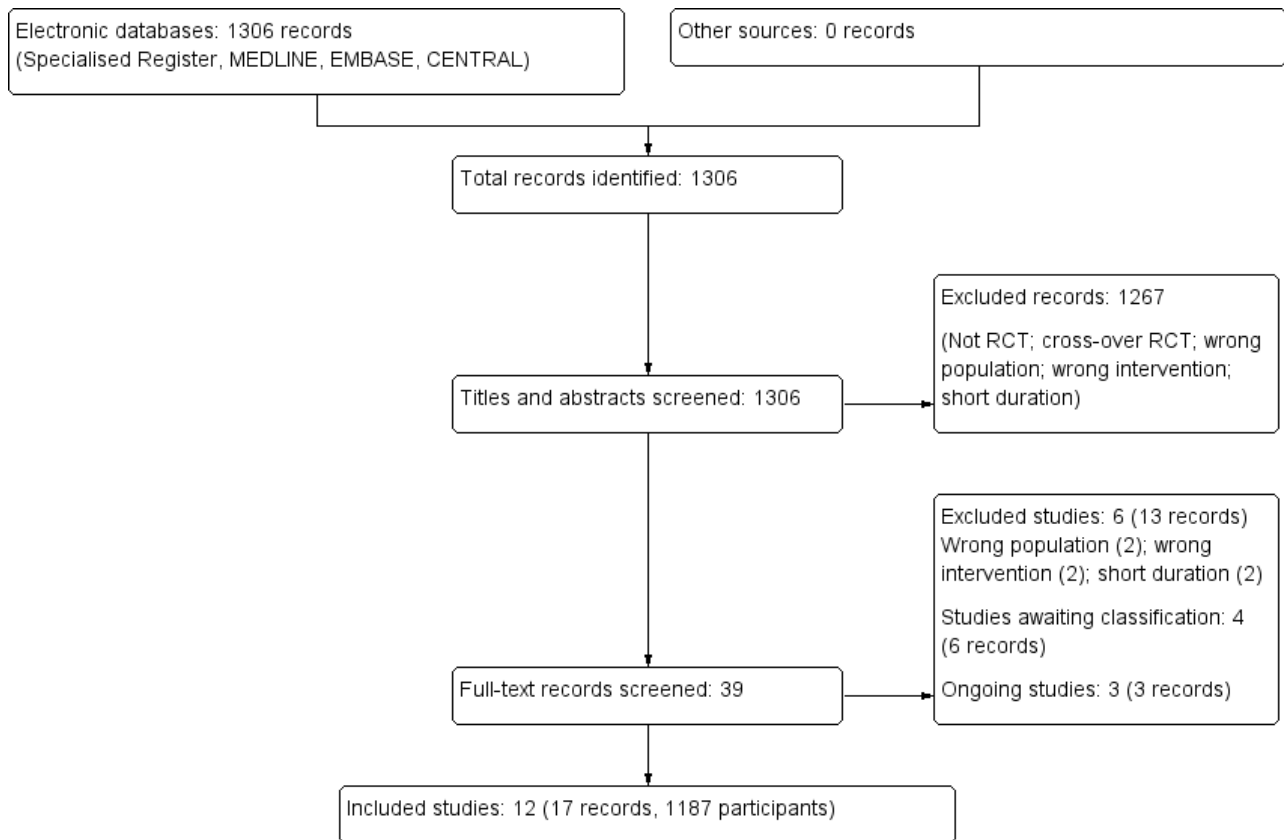 Electronic databases: 1306 records
(Specialised Register, MEDLINE, EMBASE, CENTRAL)
Other sources: 0 records
Total records identified: 1306
Excluded records: 1267
(Not RCT; cross-over RCT; wrong
population; wrong intervention;
short duration)
Titles and abstracts screened: 1306
Excluded studies: 6 (13 records)
Wrong population (2); wrong
intervention (2); short duration (2)
Studies awaiting classification: 4
(6 records)
Ongoing studies: 3 (3 records)
Full-text records screened: 39
Included studies: 12 (17 records, 1187 participants)